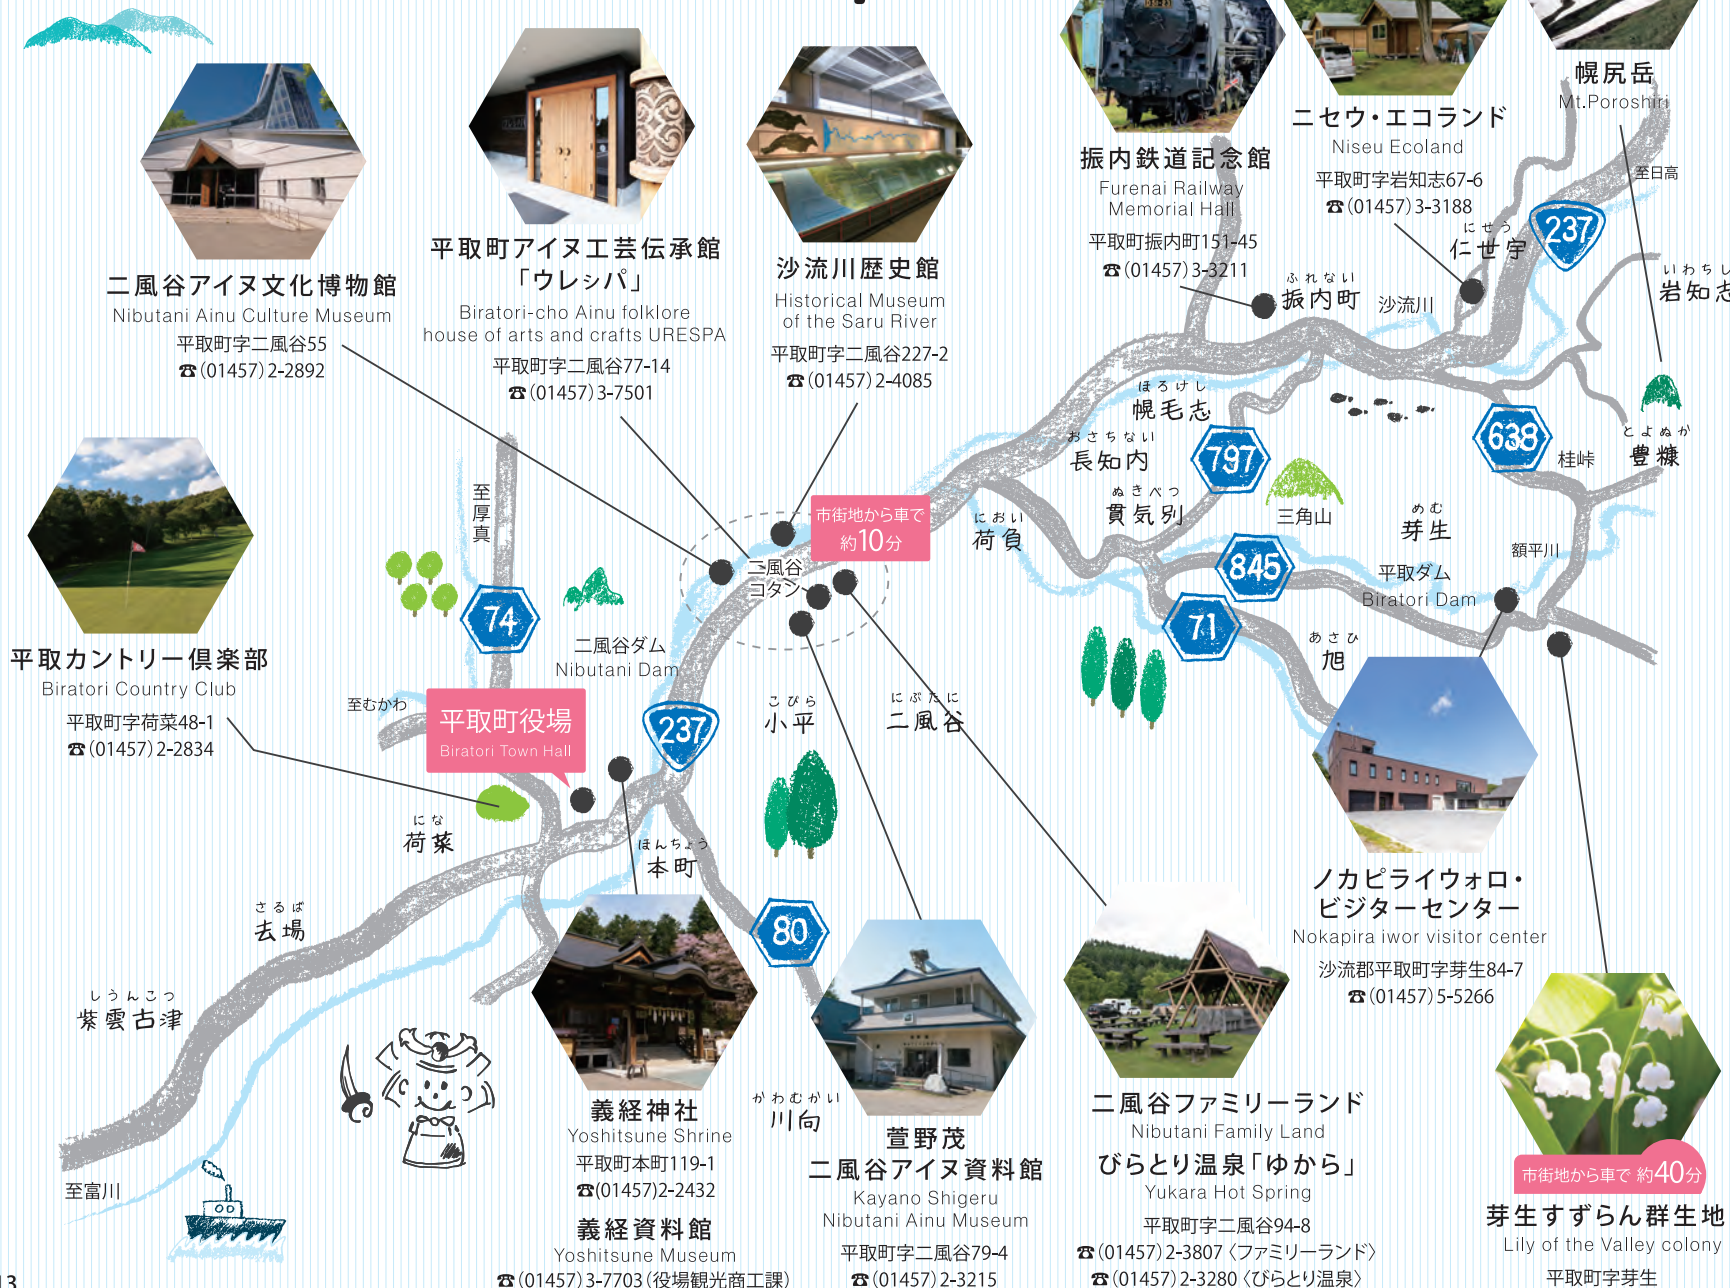 二風谷アイヌ文化博物館
Nibutani Ainu Culture Museum
平取町字二風谷55
☎(01457)2-2892
平取町アイヌ工芸伝承館
「ウレㇱパ」
Biratori-cho Ainu folklore
house of arts and crafts URESPA
平取町字二風谷77-14
☎(01457)3-7501
沙流川歴史館
Historical Museum
of the Saru River
平取町字二風谷227-2
☎(01457)2-4085
振内鉄道記念館
Furenai Railway
Memorial Hall
平取町振内町151-45
☎(01457)3-3211
ニセウ・エコランド
Niseu Ecoland
平取町字岩知志67-6
☎(01457)3-3188
幌尻岳
Mt.Poroshiri
至日高
237
にせう
仁世宇
いわちし
岩知志
ふれない
振内町
沙流川
ほろけし
幌毛志
おさちない
長知内
797
638
桂峠
とよぬか
豊糠
ぬきべつ
貫気別
三角山
めむ
芽生
額平川
におい
荷負
845
平取ダム
Biratori Dam
71
あさひ
旭
市街地から車で
約10分
二風谷
コタン
至厚真
74
二風谷ダム
Nibutani Dam
平取カントリー倶楽部
Biratori Country Club
平取町字荷菜48-1
☎(01457)2-2834
至むかわ
平取町役場
Biratori Town Hall
237
こびら
小平
にぶたに
二風谷
にな
荷菜
ほんちょう
本町
さるば
去場
80
しうんこつ
紫雲古津
至富川
かわむかい
川向
義経神社
Yoshitsune Shrine
平取町本町119-1
☎(01457)2-2432
義経資料館
Yoshitsune Museum
☎(01457)3-7703(役場観光商工課)
萱野茂
二風谷アイヌ資料館
Kayano Shigeru
Nibutani Ainu Museum
平取町字二風谷79-4
☎(01457)2-3215
二風谷ファミリーランド
Nibutani Family Land
びらとり温泉「ゆから」
Yukara Hot Spring
平取町字二風谷94-8
☎(01457)2-3807〈ファミリーランド〉
☎(01457)2-3280〈びらとり温泉〉
ノカピライウォロ・
ビジターセンター
Nokapira iwor visitor center
沙流郡平取町字芽生84-7
☎(01457)5-5266
市街地から車で 約40分
芽生すずらん群生地
Lily of the Valley colony
平取町字芽生